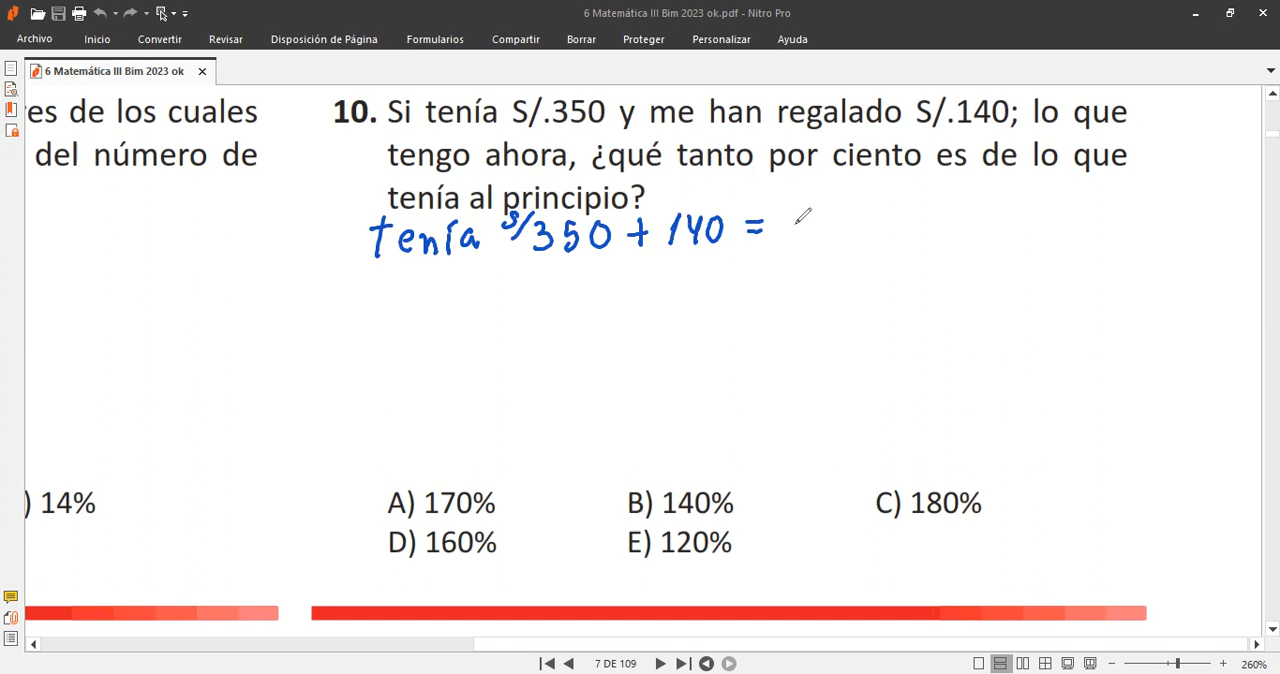 6 Matemática III Bim 2023 ok.pdf - Nitro Pro
Archivo Inicio Convertir Revisar Disposición de Página Formularios Compartir Borrar Proteger Personalizar Ayuda
6 Matemática III Bim 2023 ok
es de los cuales
del número de
10. Si tenía S/.350 y me han regalado S/.140; lo que
tengo ahora, ¿qué tanto por ciento es de lo que
tenía al principio?
tenía S/350 + 140 =
) 14%
A) 170% B) 140% C) 180%
D) 160% E) 120%
7 DE 109
260%